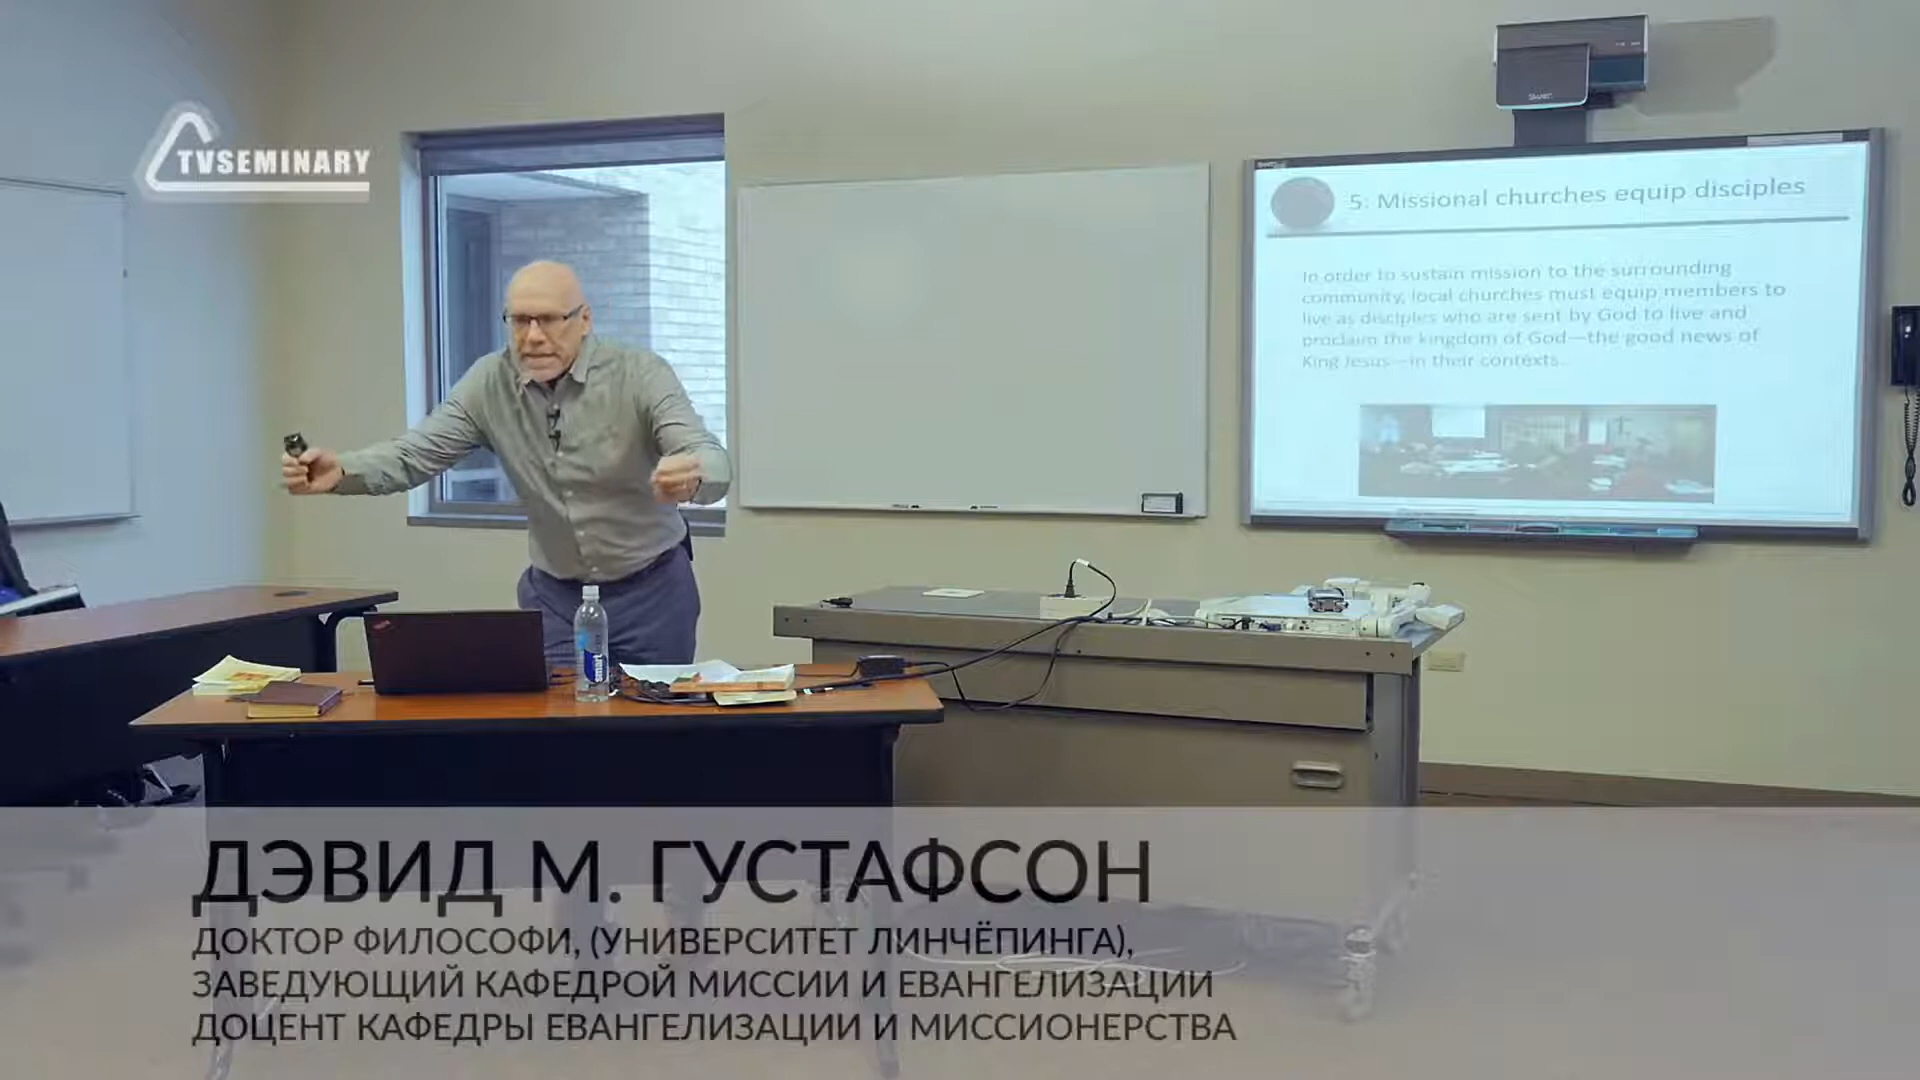 TVSEMINARY
SMART
5: Missional churches equip disciples
In order to sustain mission to the surrounding
community, local churches must equip members to
live as disciples who are sent by God to live and
proclaim the kingdom of God—the good news of
King Jesus—in their contexts.
smart
ДЭВИД М. ГУСТАФСОН
ДОКТОР ФИЛОСОФИ, (УНИВЕРСИТЕТ ЛИНЧЁПИНГА),
ЗАВЕДУЮЩИЙ КАФЕДРОЙ МИССИИ И ЕВАНГЕЛИЗАЦИИ
ДОЦЕНТ КАФЕДРЫ ЕВАНГЕЛИЗАЦИИ И МИССИОНЕРСТВА